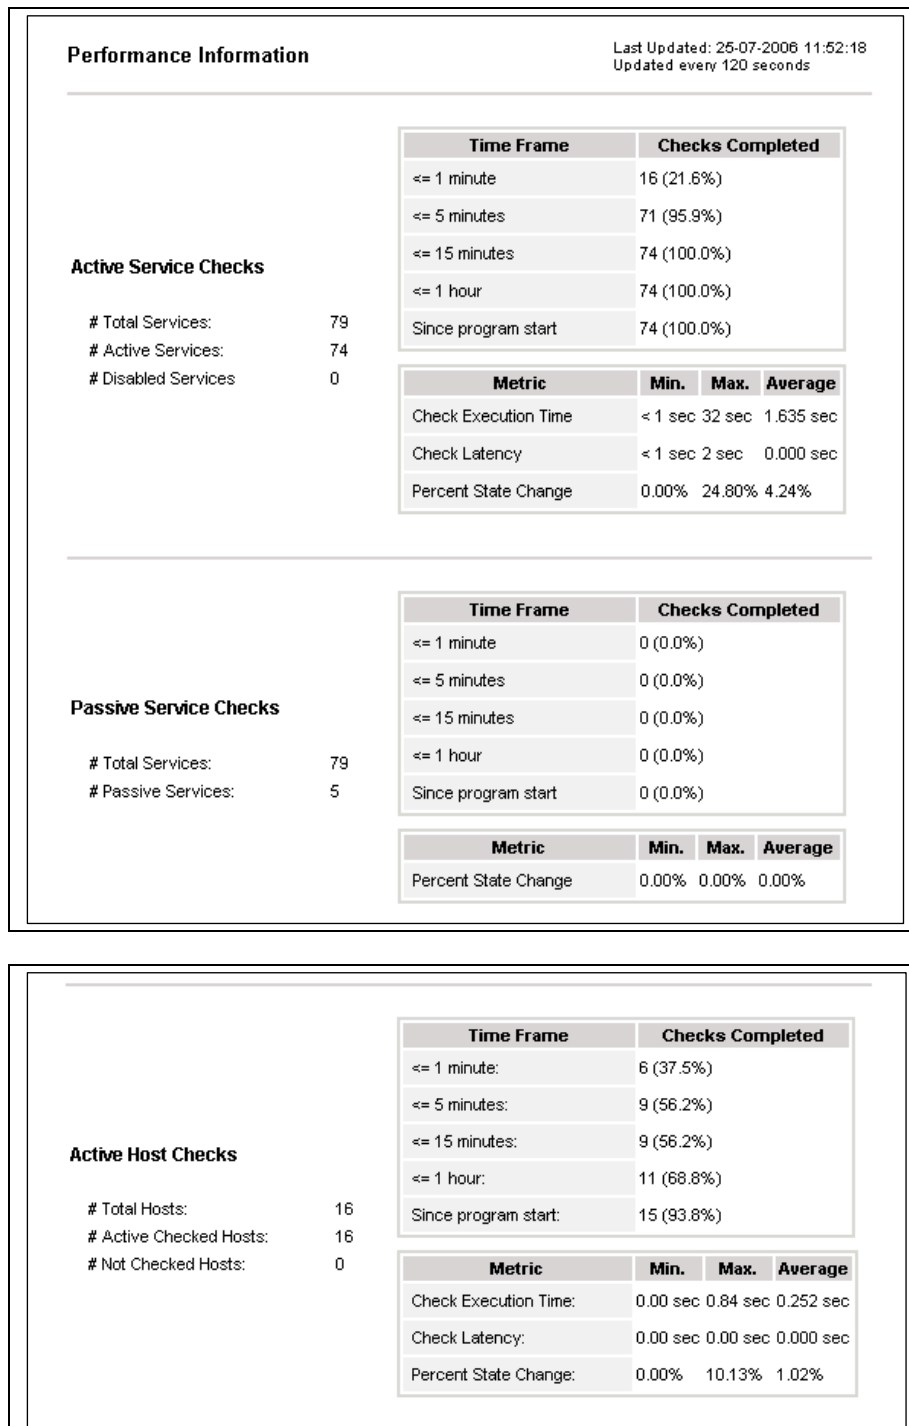 Performance Information
Last Updated: 25-07-2006 11:52:18
Updated every 120 seconds
Active Service Checks
# Total Services: 79
# Active Services: 74
# Disabled Services 0
Time Frame Checks Completed
<= 1 minute 16 (21.6%)
<= 5 minutes 71 (95.9%)
<= 15 minutes 74 (100.0%)
<= 1 hour 74 (100.0%)
Since program start 74 (100.0%)
Metric Min. Max. Average
Check Execution Time < 1 sec 32 sec 1.635 sec
Check Latency < 1 sec 2 sec 0.000 sec
Percent State Change 0.00% 24.80% 4.24%
Passive Service Checks
# Total Services: 79
# Passive Services: 5
Time Frame Checks Completed
<= 1 minute 0 (0.0%)
<= 5 minutes 0 (0.0%)
<= 15 minutes 0 (0.0%)
<= 1 hour 0 (0.0%)
Since program start 0 (0.0%)
Metric Min. Max. Average
Percent State Change 0.00% 0.00% 0.00%
Active Host Checks
# Total Hosts: 16
# Active Checked Hosts: 16
# Not Checked Hosts: 0
Time Frame Checks Completed
<= 1 minute: 6 (37.5%)
<= 5 minutes: 9 (56.2%)
<= 15 minutes: 9 (56.2%)
<= 1 hour: 11 (68.8%)
Since program start: 15 (93.8%)
Metric Min. Max. Average
Check Execution Time: 0.00 sec 0.84 sec 0.252 sec
Check Latency: 0.00 sec 0.00 sec 0.000 sec
Percent State Change: 0.00% 10.13% 1.02%